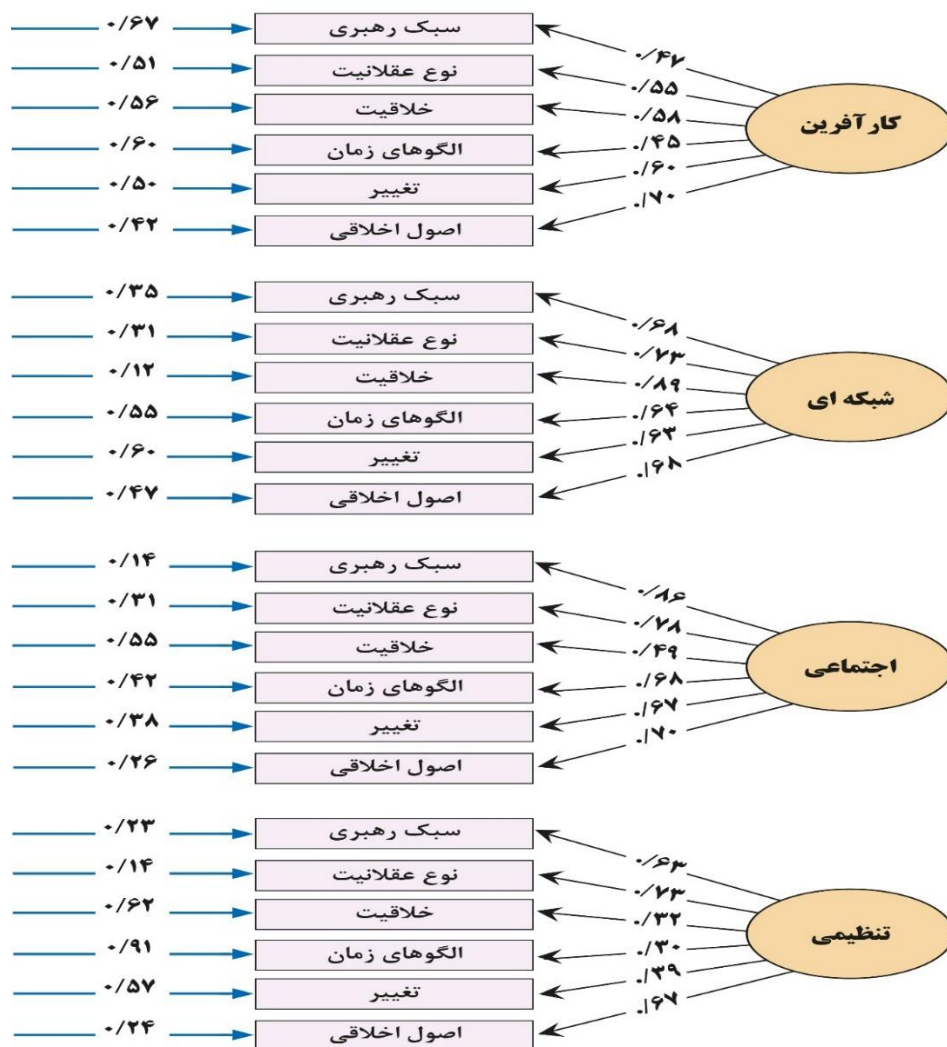 ۰/۶۷ سبک رهبری ۰/۴۷
۰/۵۱ نوع عقلانیت ۰/۵۵
۰/۵۶ خلاقیت ۰/۵۸
۰/۶۰ الگوهای زمان ۰/۴۵
۰/۵۰ تغییر ۰/۶۰
۰/۴۲ اصول اخلاقی ۰/۷۰
کارآفرین
۰/۳۵ سبک رهبری ۰/۶۸
۰/۳۱ نوع عقلانیت ۰/۷۳
۰/۱۲ خلاقیت ۰/۸۹
۰/۵۵ الگوهای زمان ۰/۶۴
۰/۶۰ تغییر ۰/۶۳
۰/۴۷ اصول اخلاقی ۰/۶۸
شبکه ای
۰/۱۴ سبک رهبری ۰/۸۶
۰/۳۱ نوع عقلانیت ۰/۷۸
۰/۵۵ خلاقیت ۰/۴۹
۰/۴۲ الگوهای زمان ۰/۶۸
۰/۳۸ تغییر ۰/۶۷
۰/۲۶ اصول اخلاقی ۰/۷۰
اجتماعی
۰/۲۳ سبک رهبری ۰/۶۳
۰/۱۴ نوع عقلانیت ۰/۷۳
۰/۶۲ خلاقیت ۰/۳۲
۰/۹۱ الگوهای زمان ۰/۳۰
۰/۵۷ تغییر ۰/۳۹
۰/۲۴ اصول اخلاقی ۰/۶۷
تنظیمی